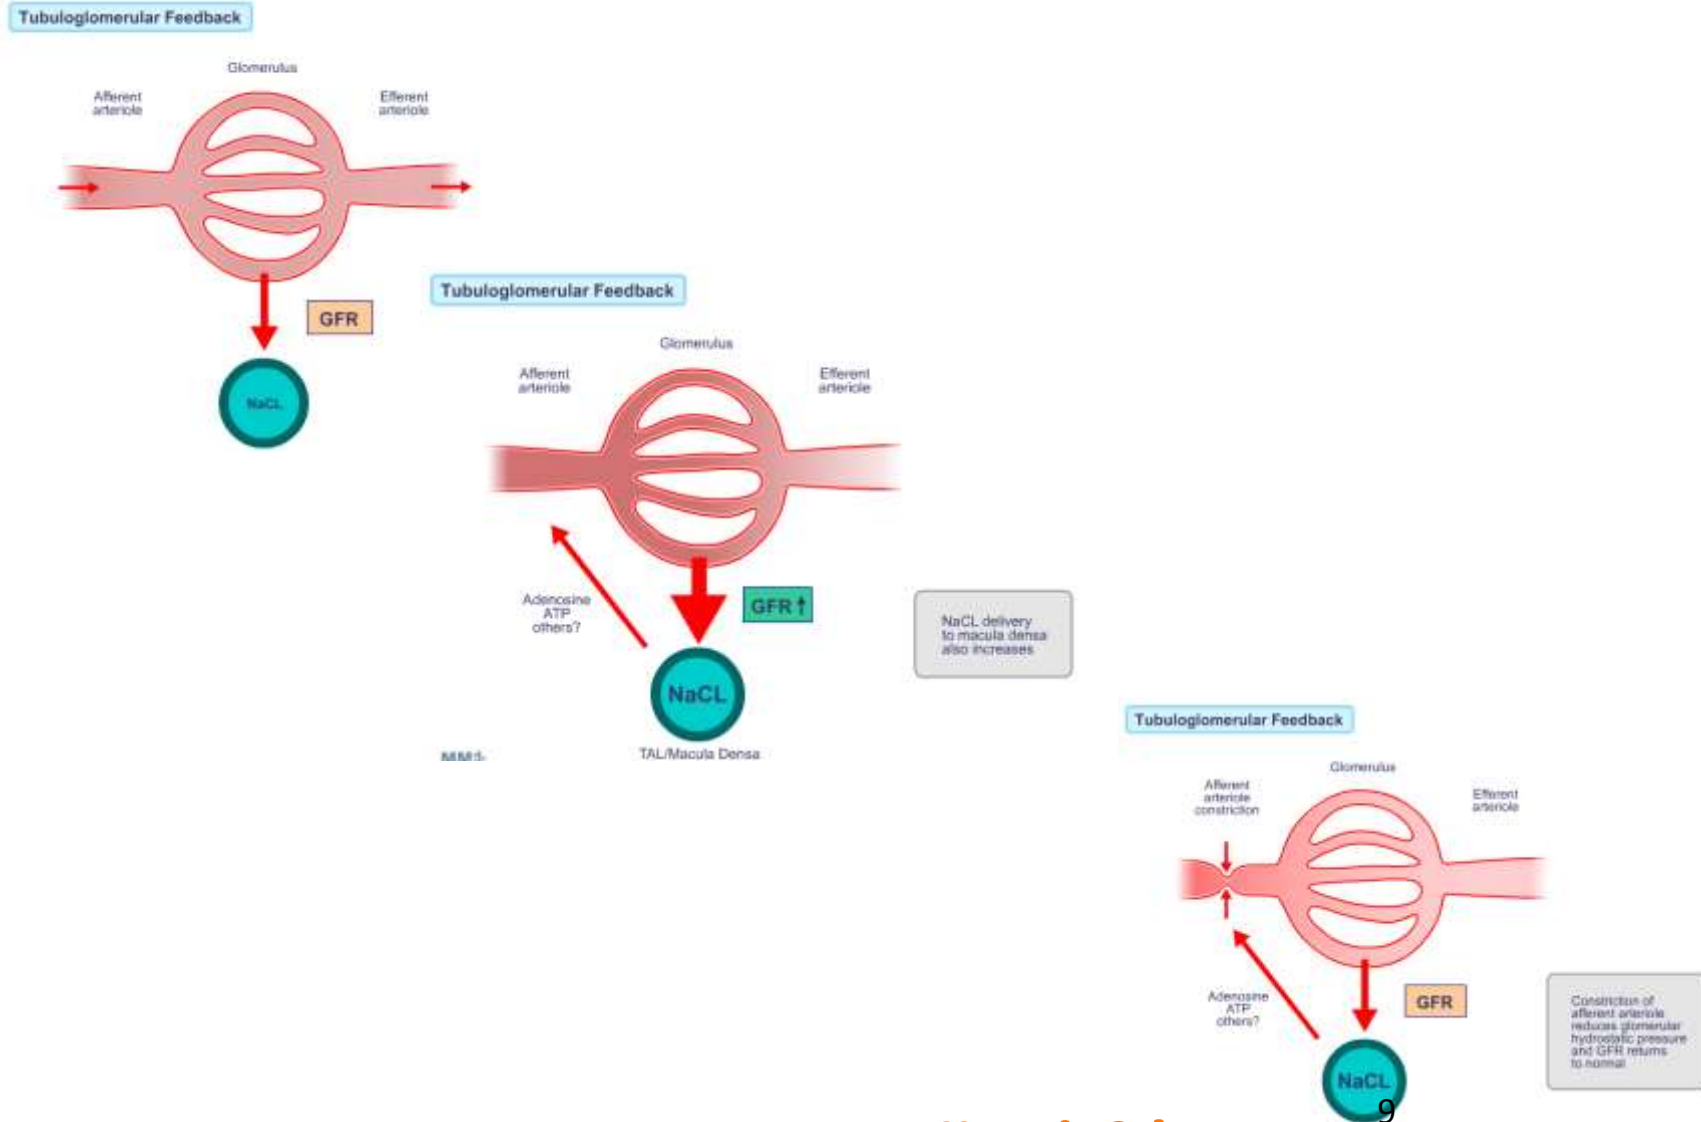 Tubuloglomerular Feedback
Glomerulus
Afferent
arteriole
Efferent
arteriole
GFR
NaCL
Tubuloglomerular Feedback
Glomerulus
Afferent
arteriole
Efferent
arteriole
Adenosine
ATP
others?
GFR↑
NaCL
TAL/Macula Densa
NaCL delivery
to macula densa
also increases
Tubuloglomerular Feedback
Glomerulus
Afferent
arteriole
constriction
Efferent
arteriole
Adenosine
ATP
others?
GFR
NaCL
Constriction of
afferent arteriole
reduces glomerular
hydrostatic pressure
and GFR returns
to normal
9